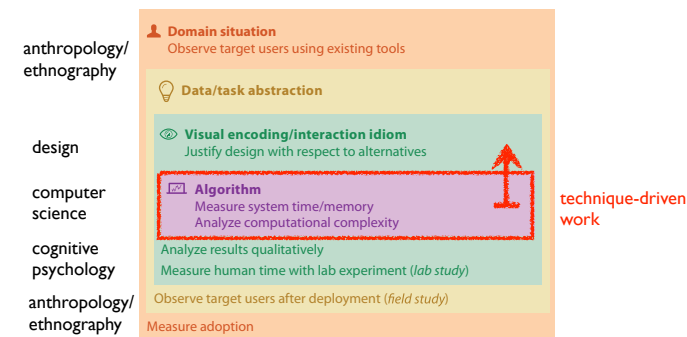 Domain situation
anthropology/
ethnography
Observe target users using existing tools
Data/task abstraction
Visual encoding/interaction idiom
design
Justify design with respect to alternatives
Algorithm
computer
science
Measure system time/memory
Analyze computational complexity
technique-driven
work
cognitive
psychology
Analyze results qualitatively
Measure human time with lab experiment (lab study)
anthropology/
ethnography
Observe target users after deployment (field study)
Measure adoption